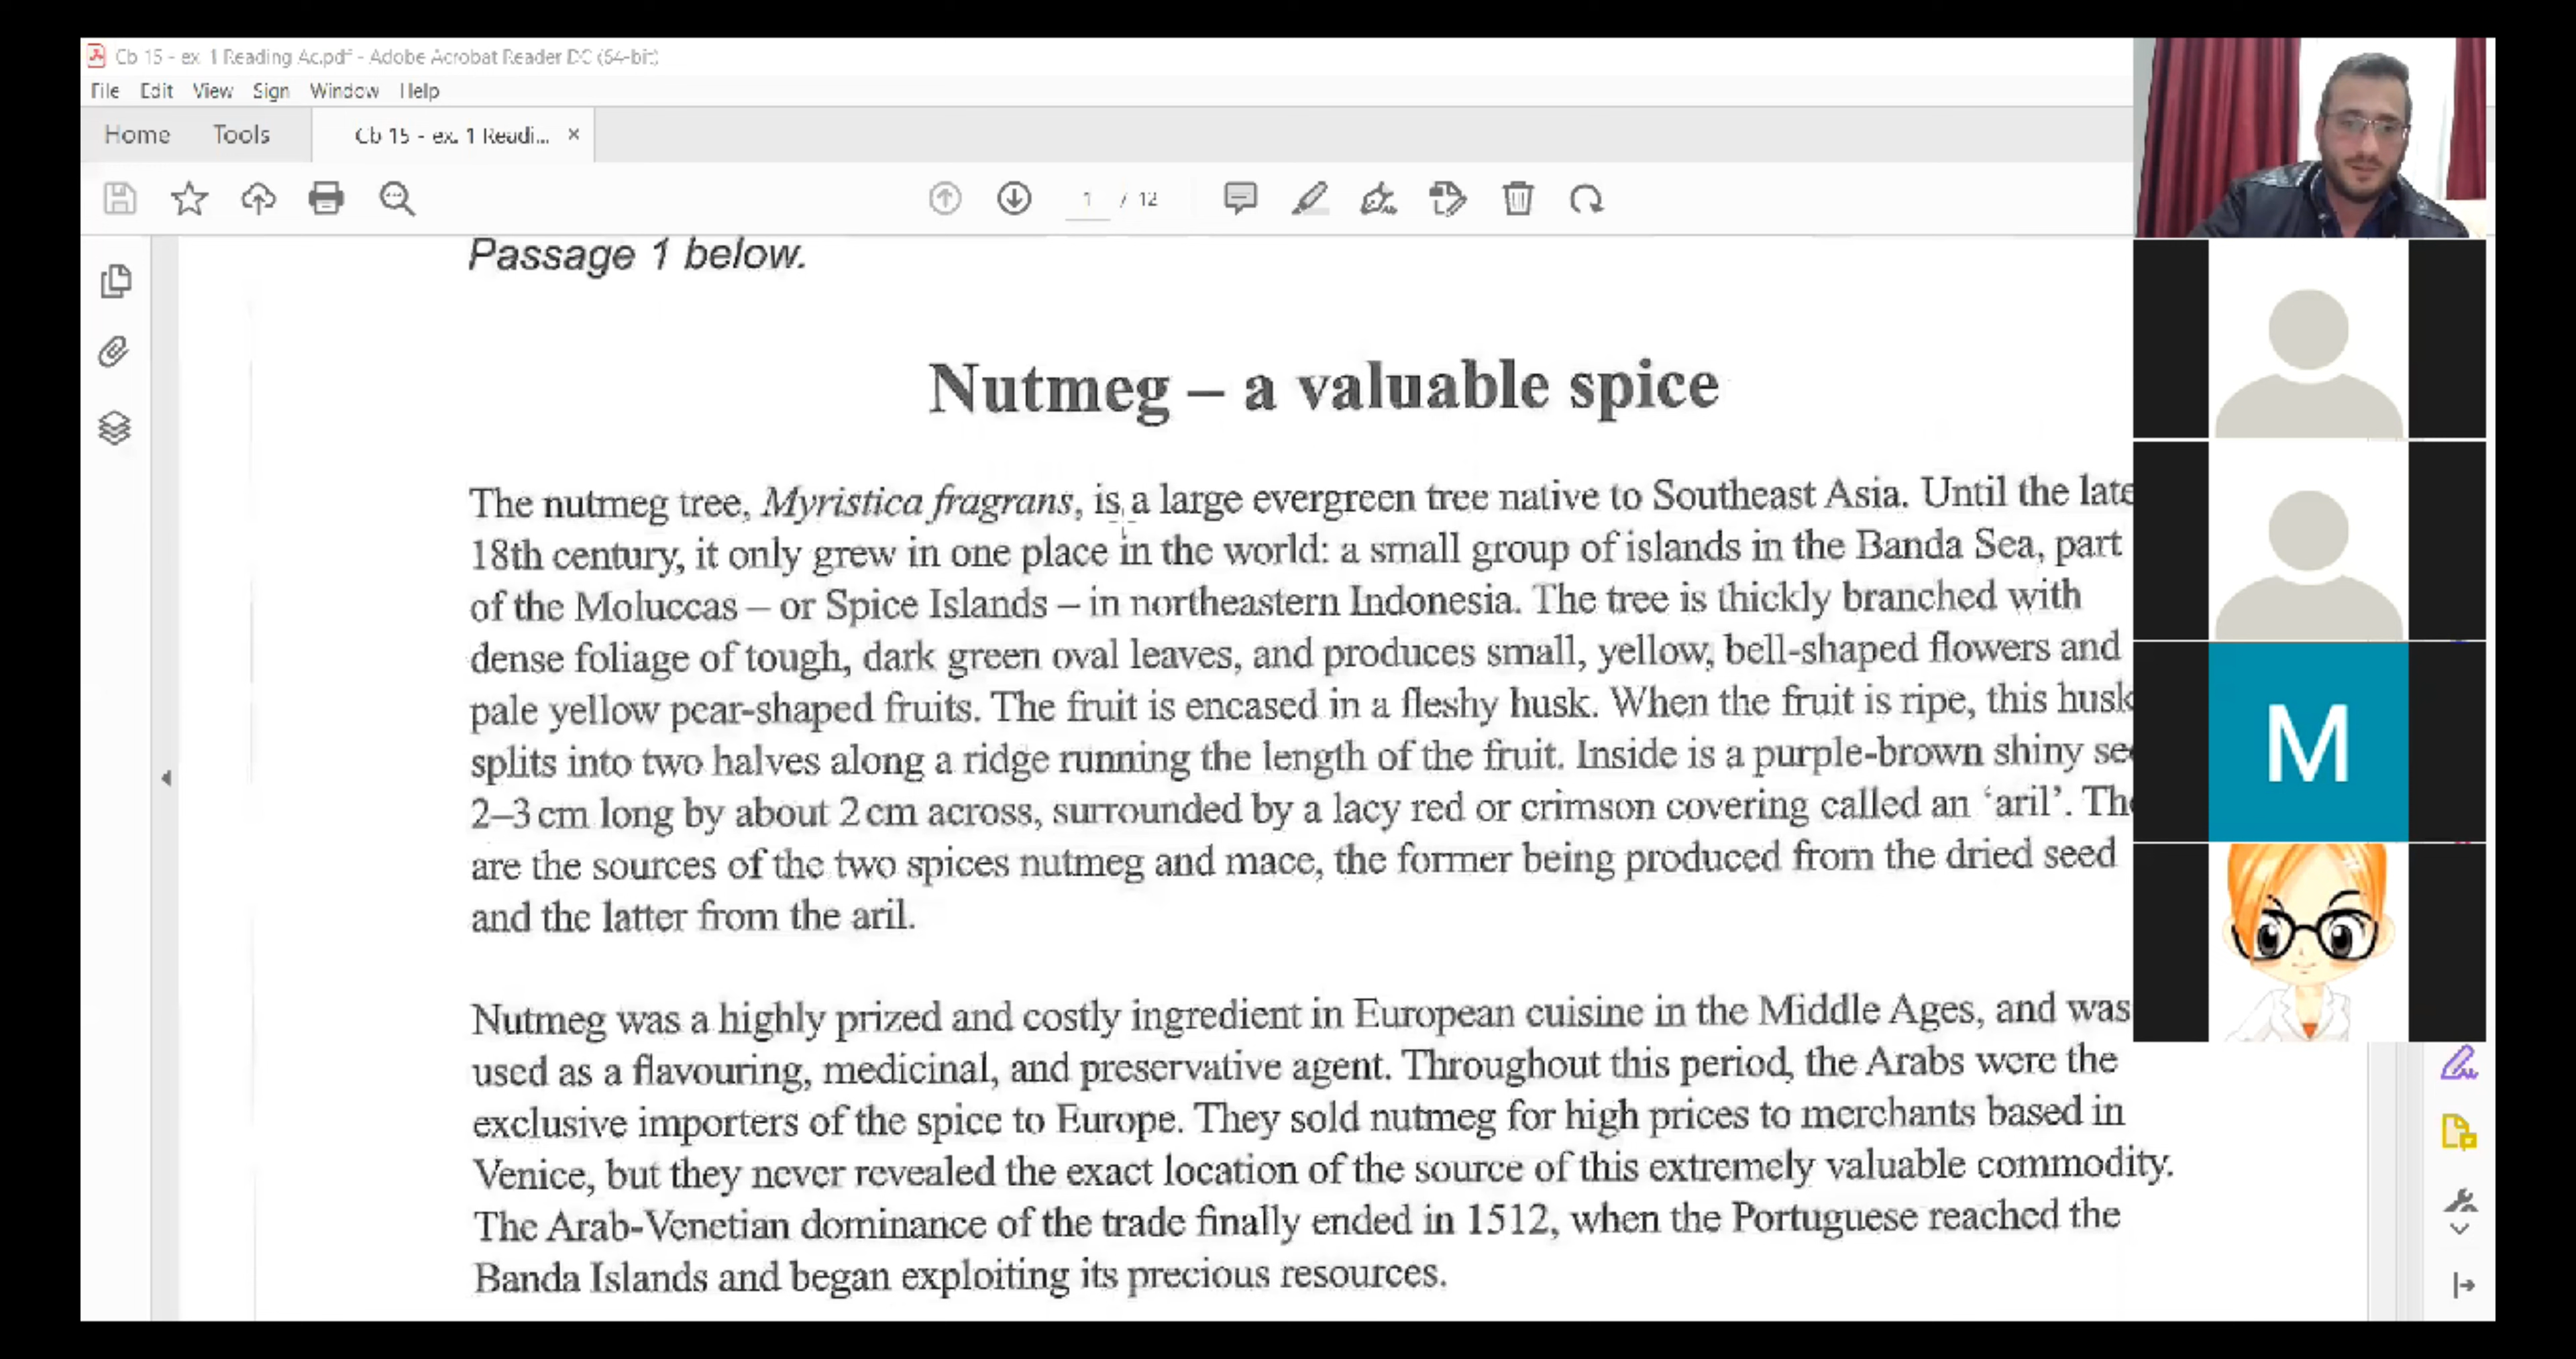 Cb 15 - ex. 1 Reading Ac.pdf - Adobe Acrobat Reader DC (64-bit)
File Edit View Sign Window Help
Home Tools Cb 15 - ex. 1 Readi... ×
1 / 12
Passage 1 below.
Nutmeg – a valuable spice
The nutmeg tree, Myristica fragrans, is a large evergreen tree native to Southeast Asia. Until the late
18th century, it only grew in one place in the world: a small group of islands in the Banda Sea, part
of the Moluccas – or Spice Islands – in northeastern Indonesia. The tree is thickly branched with
dense foliage of tough, dark green oval leaves, and produces small, yellow, bell-shaped flowers and
pale yellow pear-shaped fruits. The fruit is encased in a fleshy husk. When the fruit is ripe, this husk
splits into two halves along a ridge running the length of the fruit. Inside is a purple-brown shiny
2–3 cm long by about 2 cm across, surrounded by a lacy red or crimson covering called an ‘aril’.
are the sources of the two spices nutmeg and mace, the former being produced from the dried seed
and the latter from the aril.
Nutmeg was a highly prized and costly ingredient in European cuisine in the Middle Ages, and was
used as a flavouring, medicinal, and preservative agent. Throughout this period, the Arabs were the
exclusive importers of the spice to Europe. They sold nutmeg for high prices to merchants based in
Venice, but they never revealed the exact location of the source of this extremely valuable commodity.
The Arab-Venetian dominance of the trade finally ended in 1512, when the Portuguese reached the
Banda Islands and began exploiting its precious resources.
M